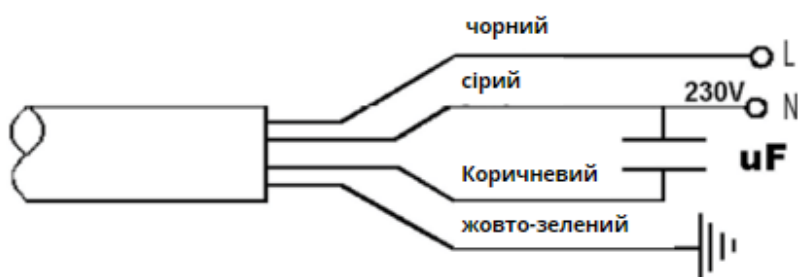 чорний
L
сірий
230V
N
uF
Коричневий
жовто-зелений